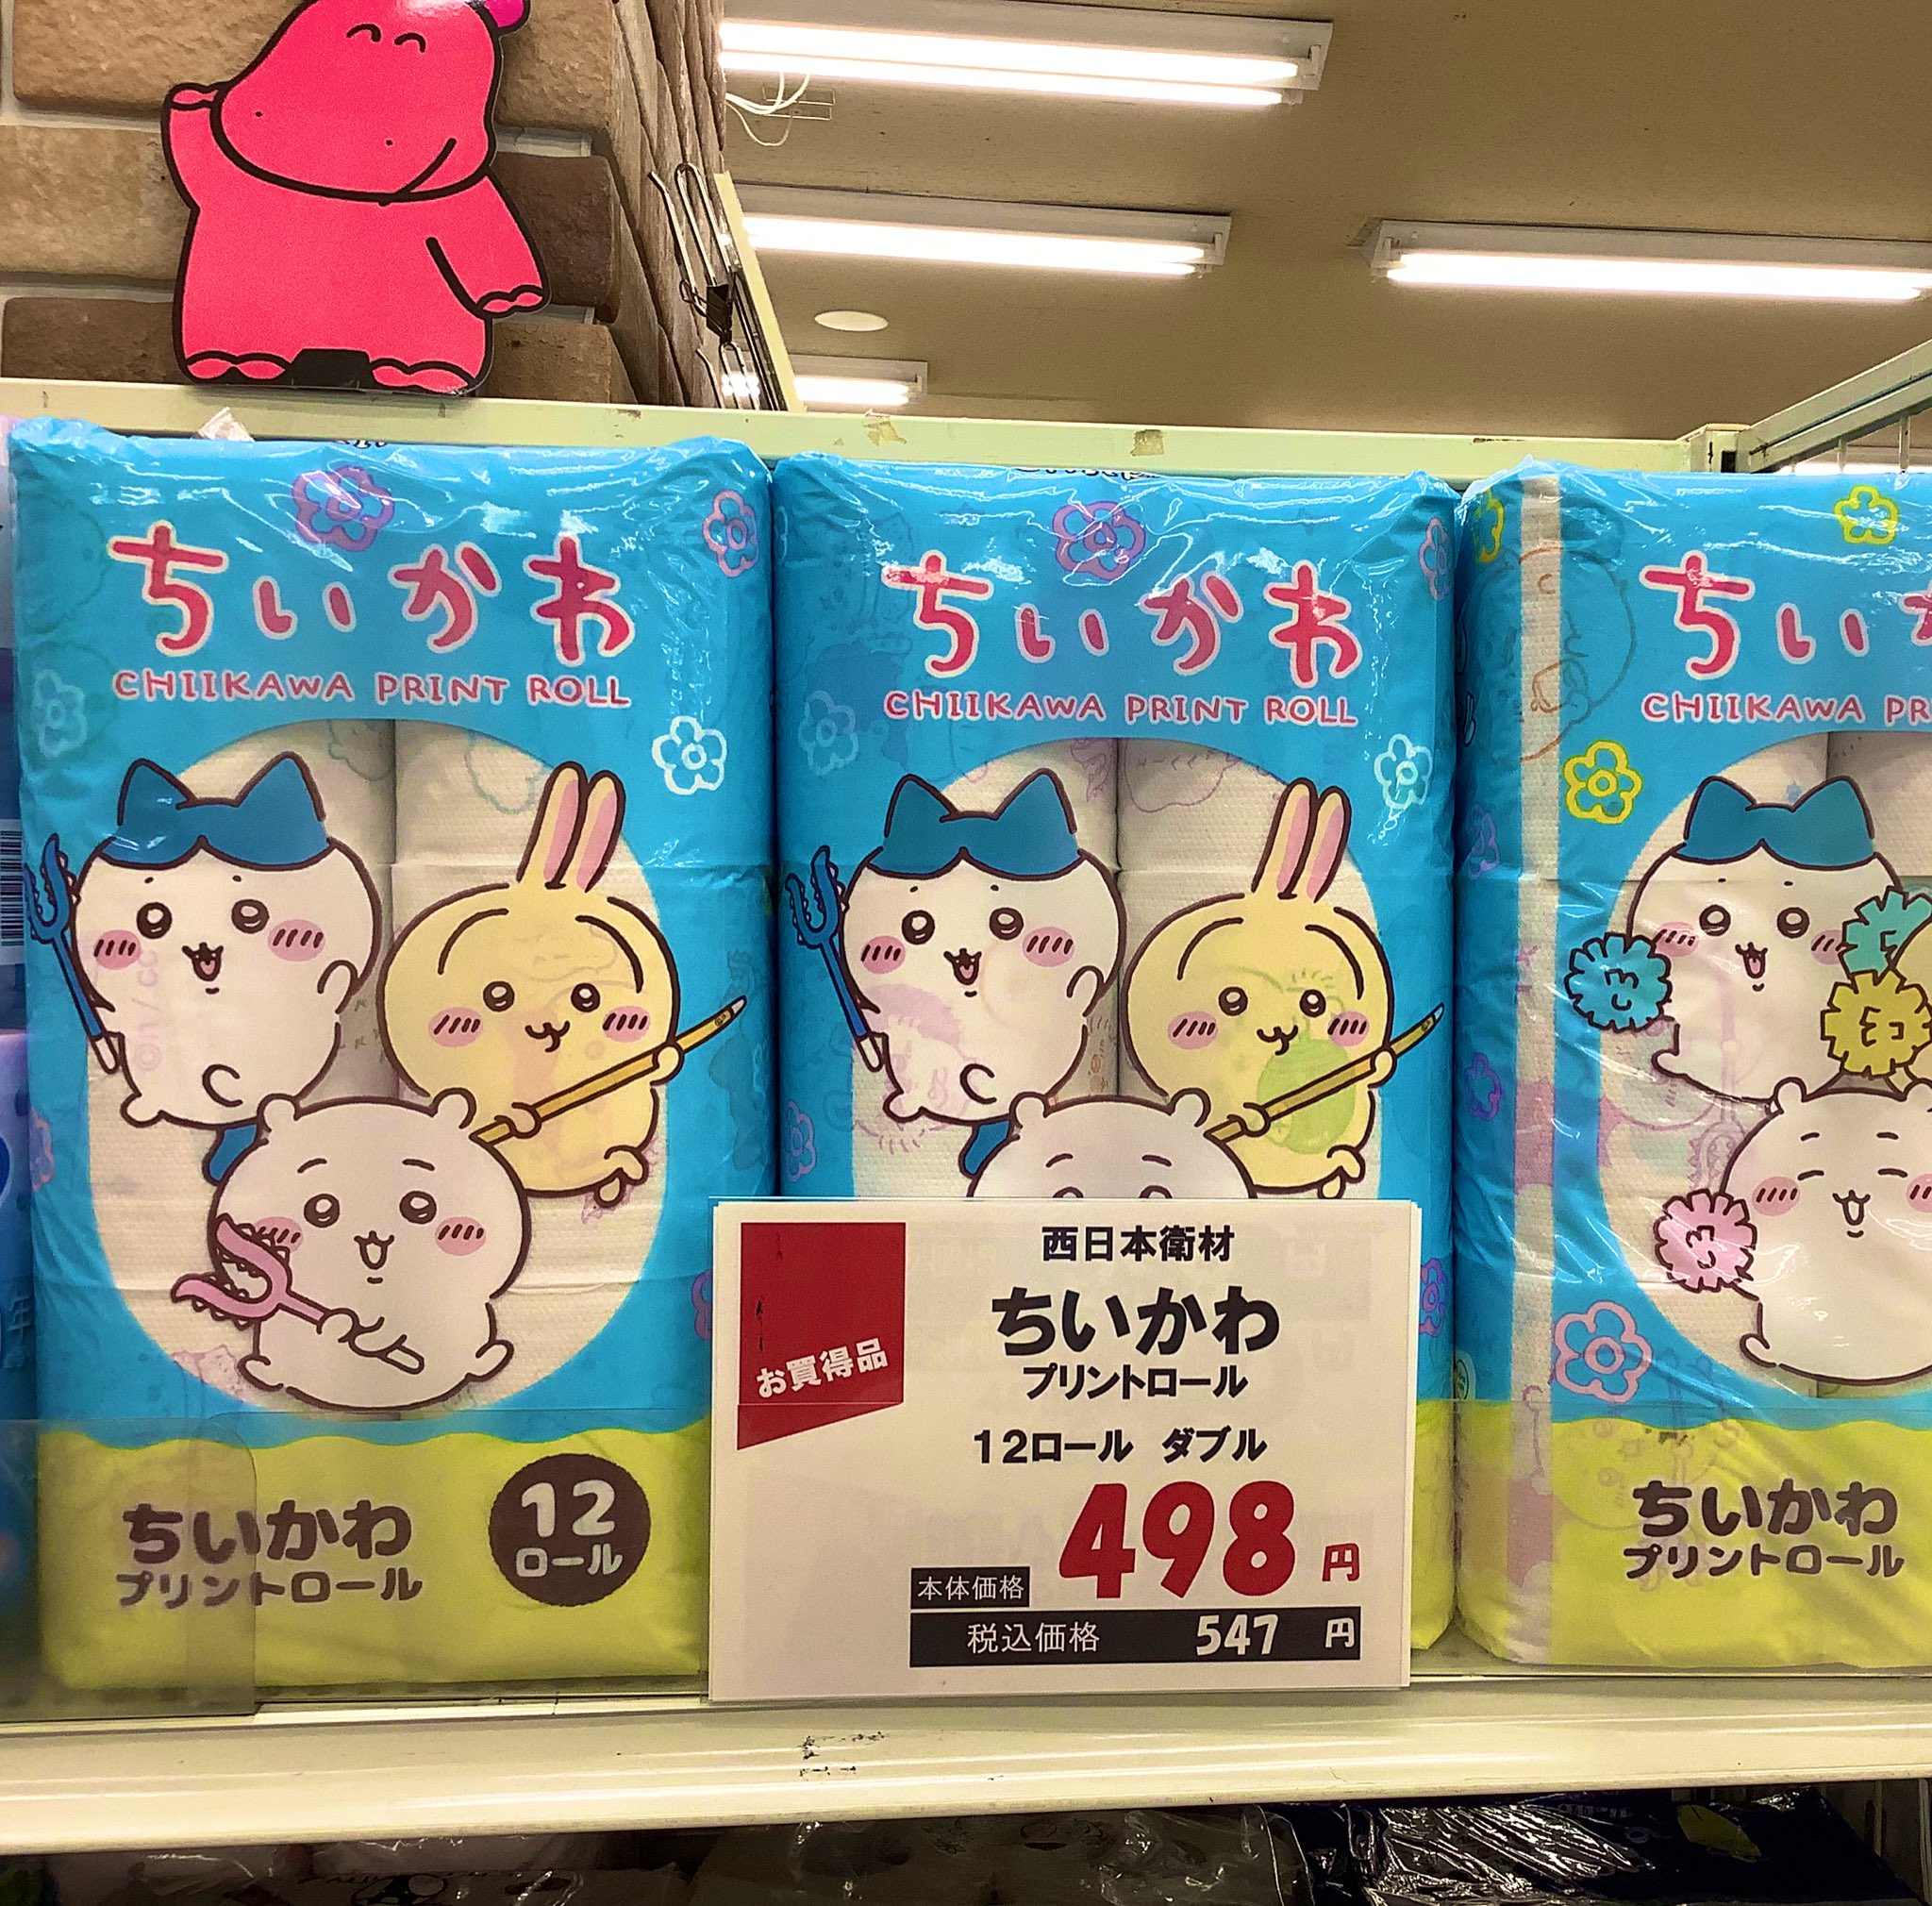 ちいかわ
CHIIKAWA PRINT ROLL
ちいかわ
プリントロール
12
ロール
ちいかわ
CHIIKAWA PRINT ROLL
西日本衛材
ちいかわ
プリントロール
12ロール ダブル
お買得品
本体価格 498 円
税込価格 547 円
ちい
CHIIKAWA PR
ちいかわ
プリントロール